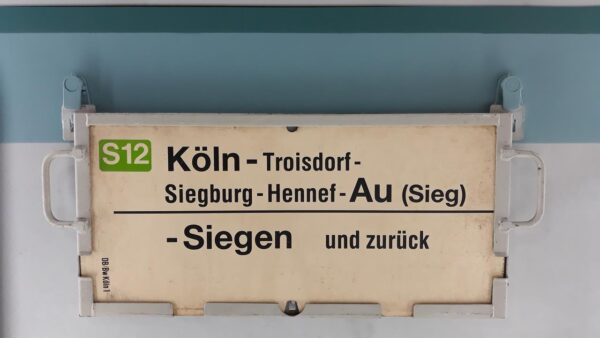 S12 Köln - Troisdorf -
Siegburg - Hennef - Au (Sieg)
- Siegen und zurück
DB Bw Köln 1